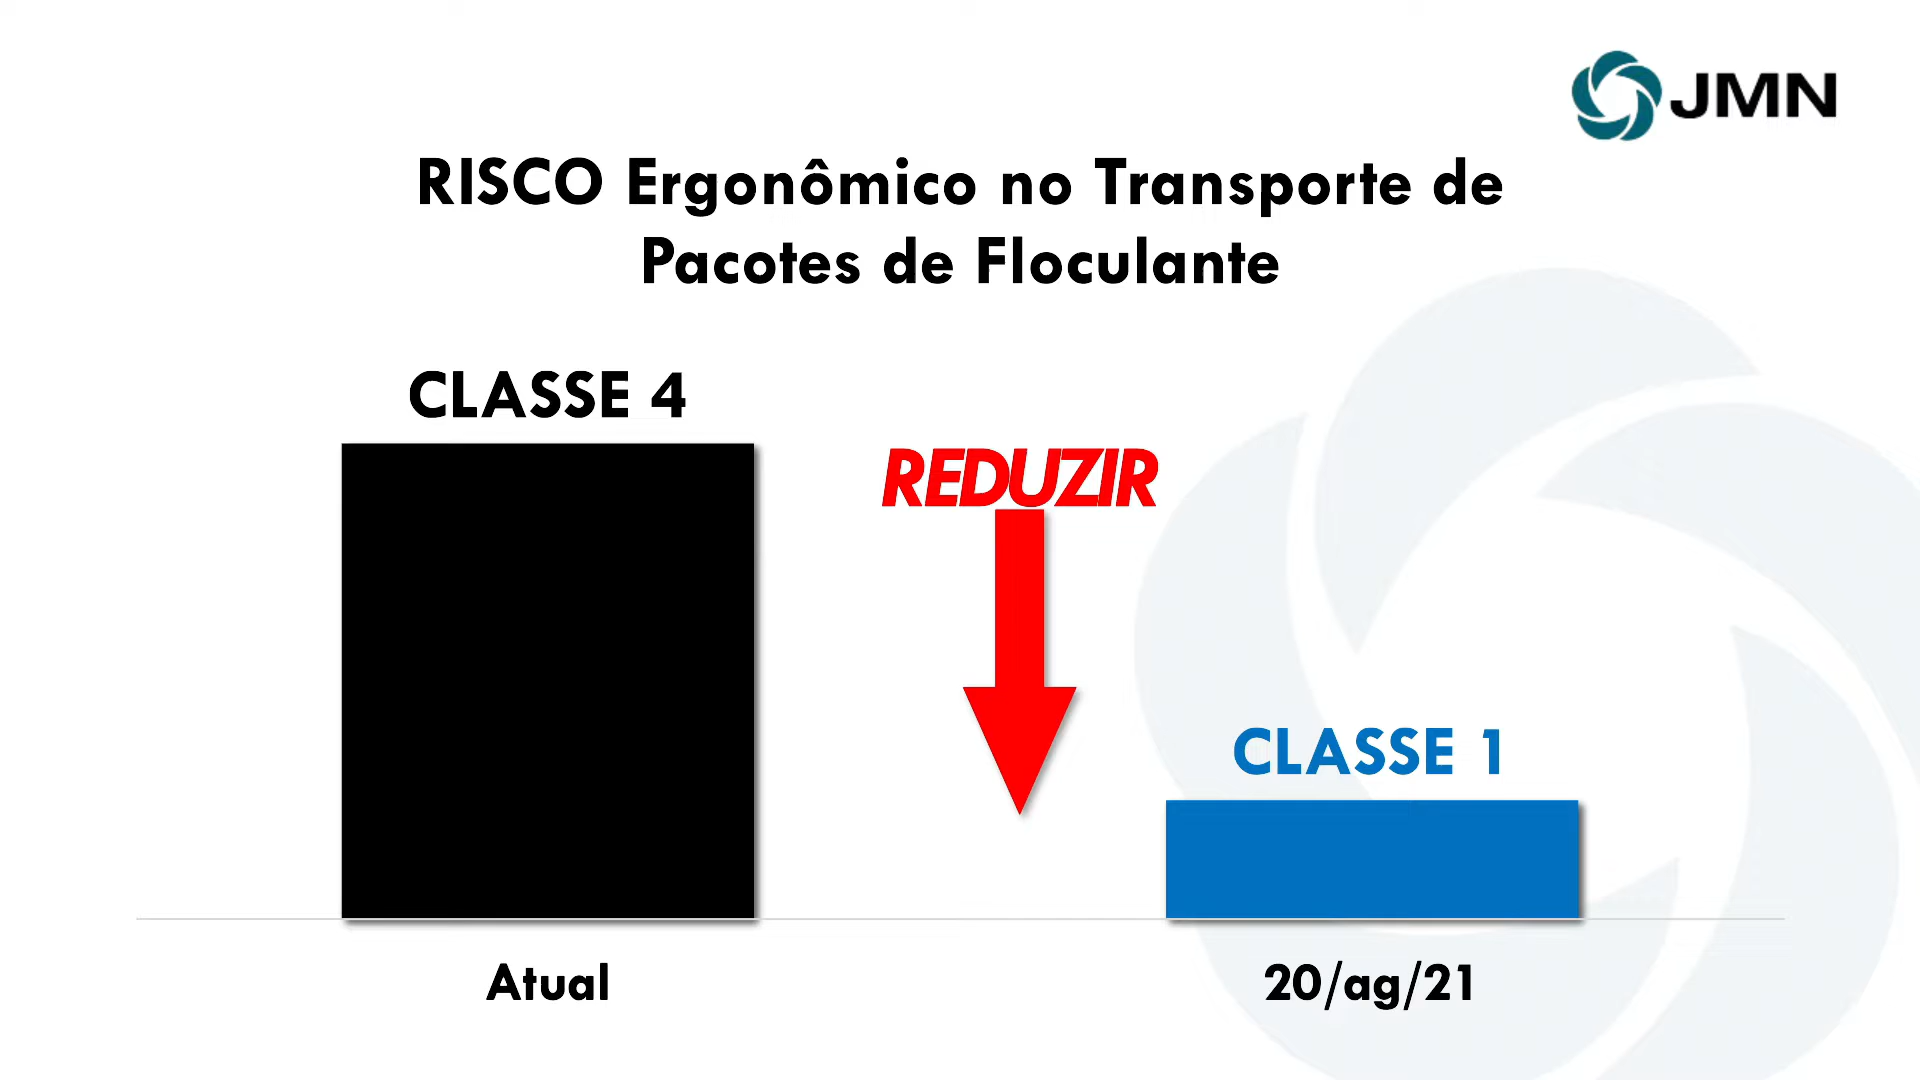 JMN
RISCO Ergonômico no Transporte de
Pacotes de Floculante
CLASSE 4
REDUZIR
CLASSE 1
Atual
20/ag/21